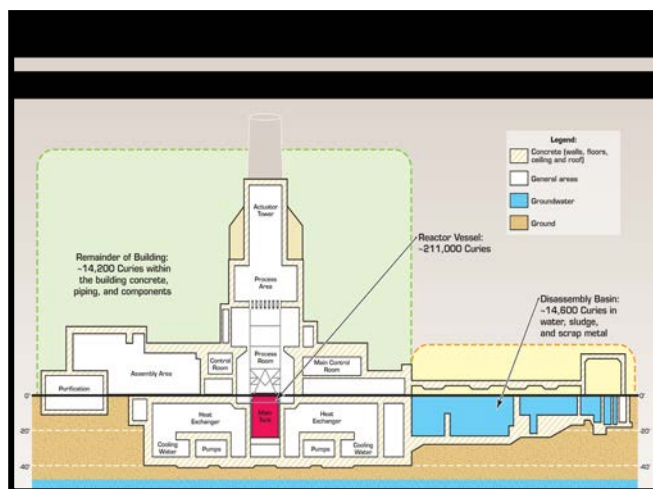 Legend:
Concrete (walls, floors,
ceiling and roof)
General areas
Groundwater
Ground
Actuator
Tower
Reactor Vessel:
~211,000 Curies
Remainder of Building:
~14,200 Curies within
the building concrete,
piping, and components
Process
Area
Disassembly Basin:
~14,600 Curies in
water, sludge,
and scrap metal
Process
Room
Control
Room
Main Control
Room
Assembly Area
Purification
0'
0'
Main
Tank
Heat
Exchanger
Heat
Exchanger
-20'
-20'
Cooling
Water
Pumps
Pumps
Cooling
Water
-40'
-40'